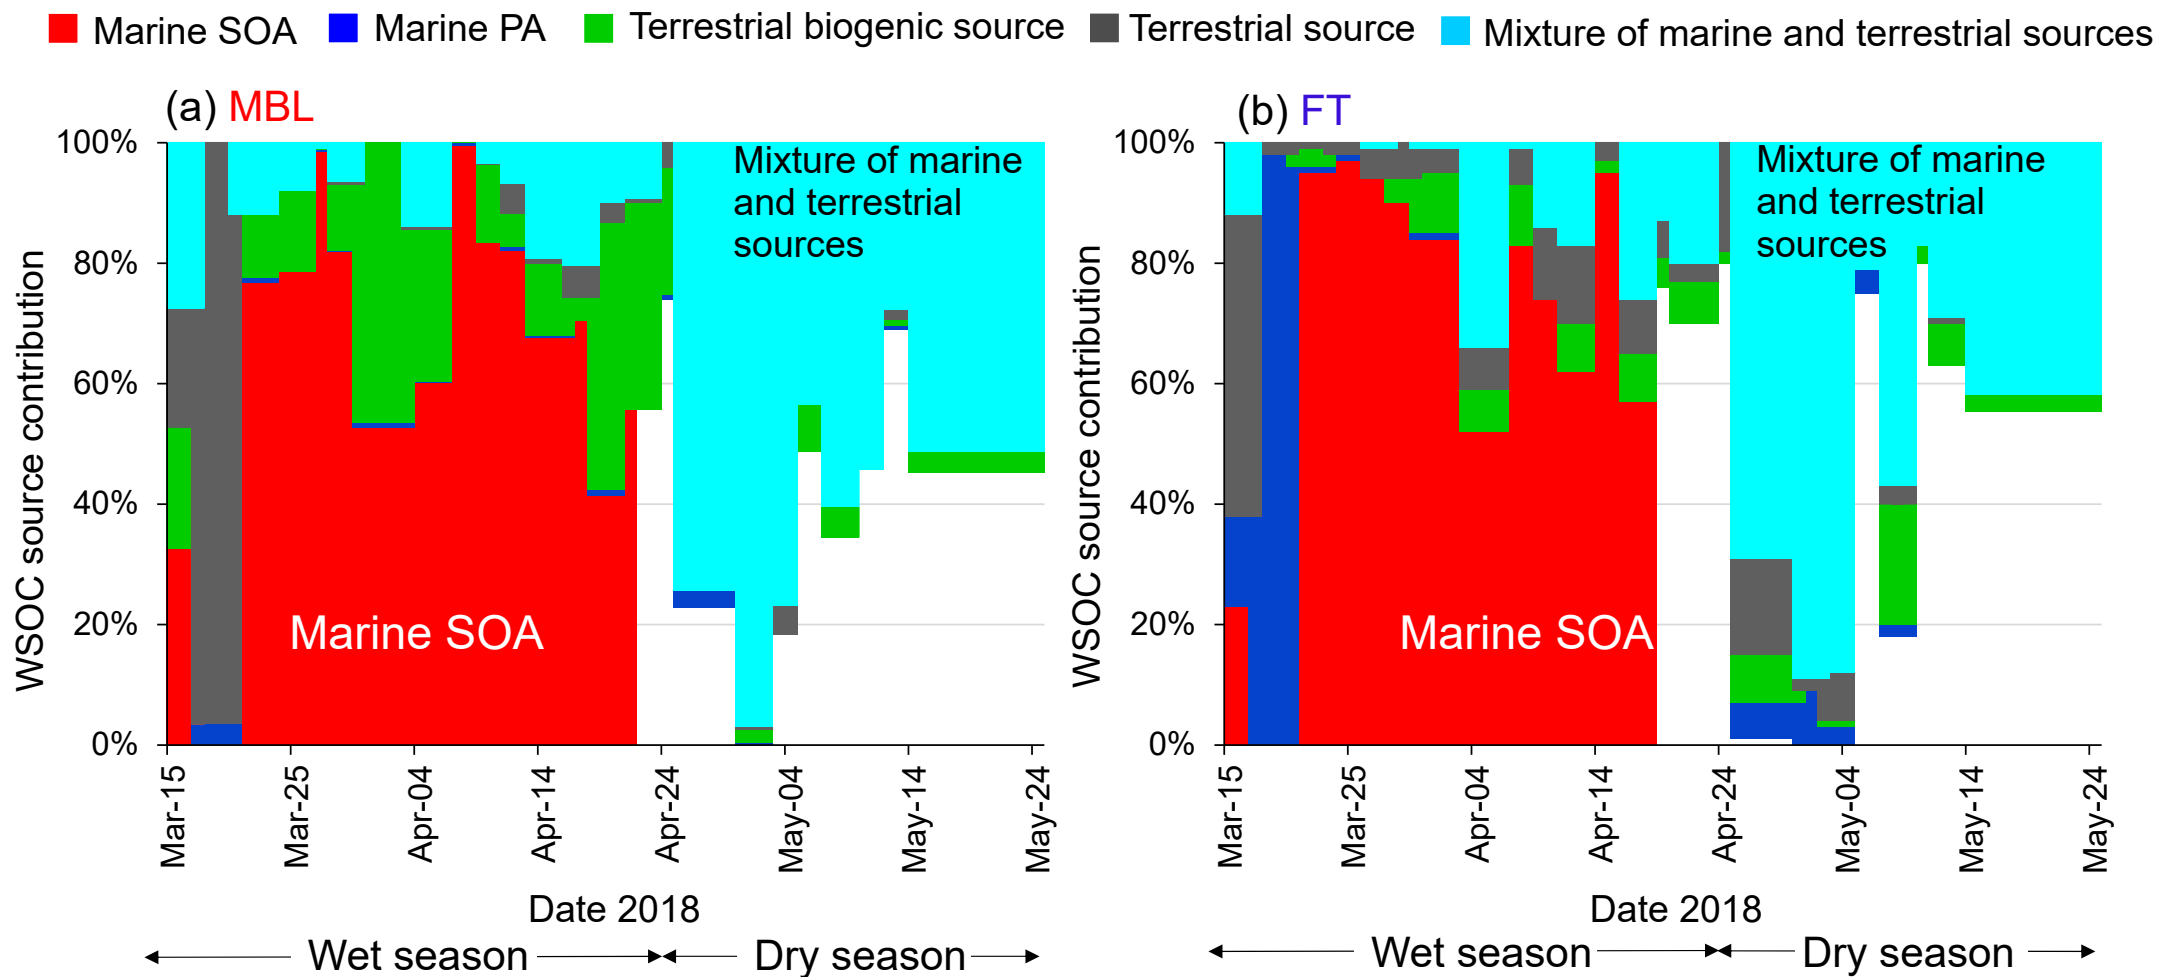 Marine SOA Marine PA Terrestrial biogenic source Terrestrial source Mixture of marine and terrestrial sources
(a) MBL
100%
80%
60%
40%
20%
0%
WSOC source contribution
Mixture of marine
and terrestrial
sources
Marine SOA
Mar-15
Mar-25
Apr-04
Apr-14
Apr-24
May-04
May-14
May-24
Date 2018
Wet season
Dry season
(b) FT
100%
80%
60%
40%
20%
0%
WSOC source contribution
Mixture of marine
and terrestrial
sources
Marine SOA
Mar-15
Mar-25
Apr-04
Apr-14
Apr-24
May-04
May-14
May-24
Date 2018
Wet season
Dry season